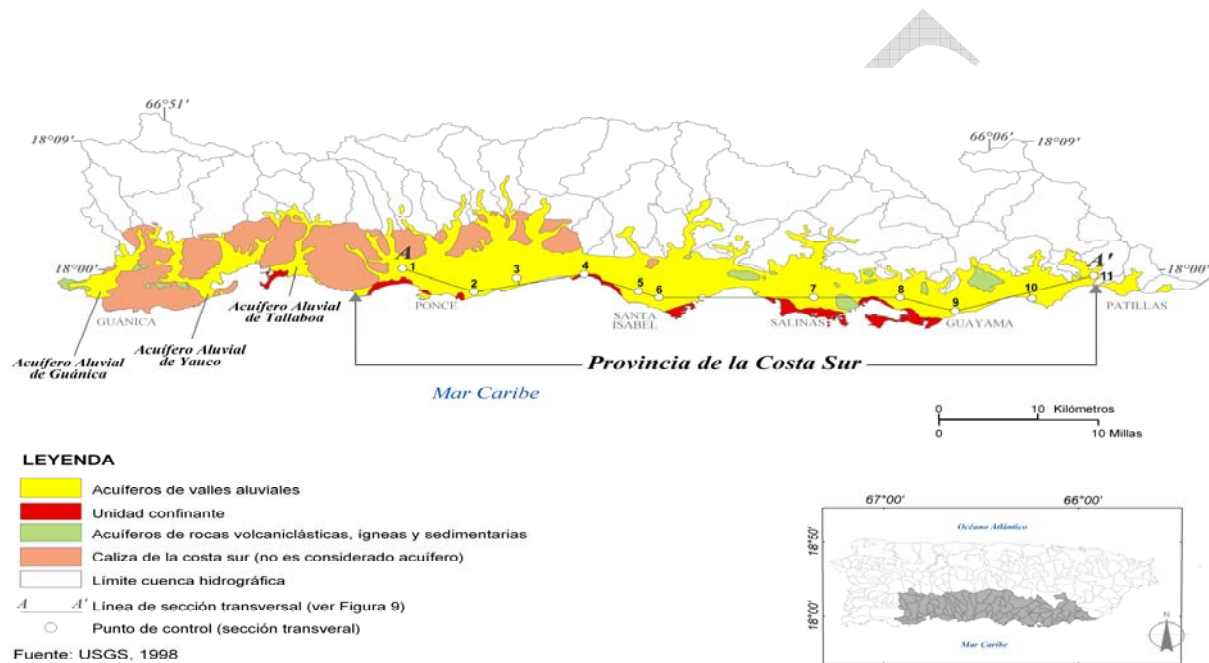 66°51'
18°09'
66°06'
18°09'
18°00'
A
1
2
3
4
5
6
7
8
9
10
11
A'
18°00'
GUÁNICA
PONCE
SANTA
ISABEL
SALINAS
GUAYAMA
PATILLAS
Acuífero Aluvial
de Tallaboa
Acuífero Aluvial
de Yauco
Acuífero Aluvial
de Guánica
Provincia de la Costa Sur
Mar Caribe
0 10 Kilómetros
0 10 Millas
LEYENDA
Acuíferos de valles aluviales
Unidad confinante
Acuíferos de rocas volcaniclásticas, ígneas y sedimentarias
Caliza de la costa sur (no es considerado acuífero)
Límite cuenca hidrográfica
A A' Línea de sección transversal (ver Figura 9)
Punto de control (sección transveral)
Fuente: USGS, 1998
67°00' 66°00'
Océano Atlántico
18°50'
18°00'
Mar Caribe
N